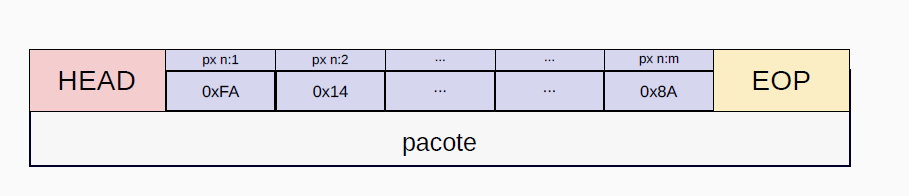 HEAD
px n:1
px n:2
...
...
px n:m
0xFA
0x14
...
...
0x8A
EOP
pacote